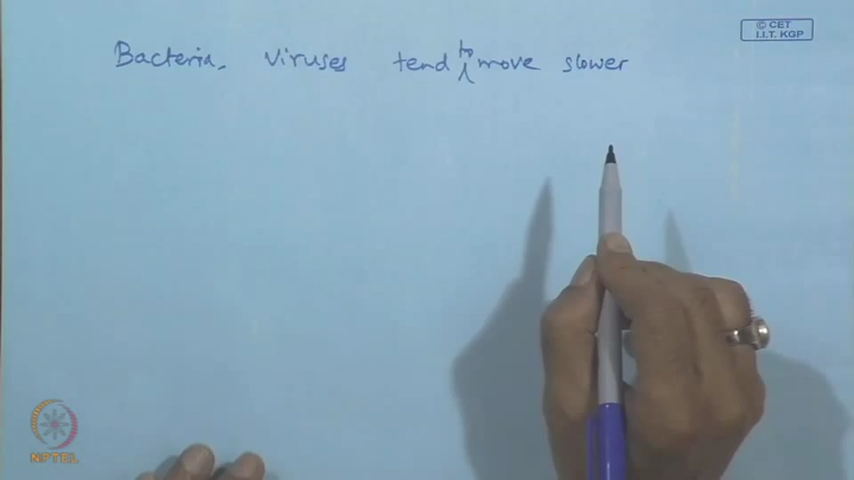 © CET
I.I.T. KGP
Bacteria, viruses tend to move slower
NPTEL